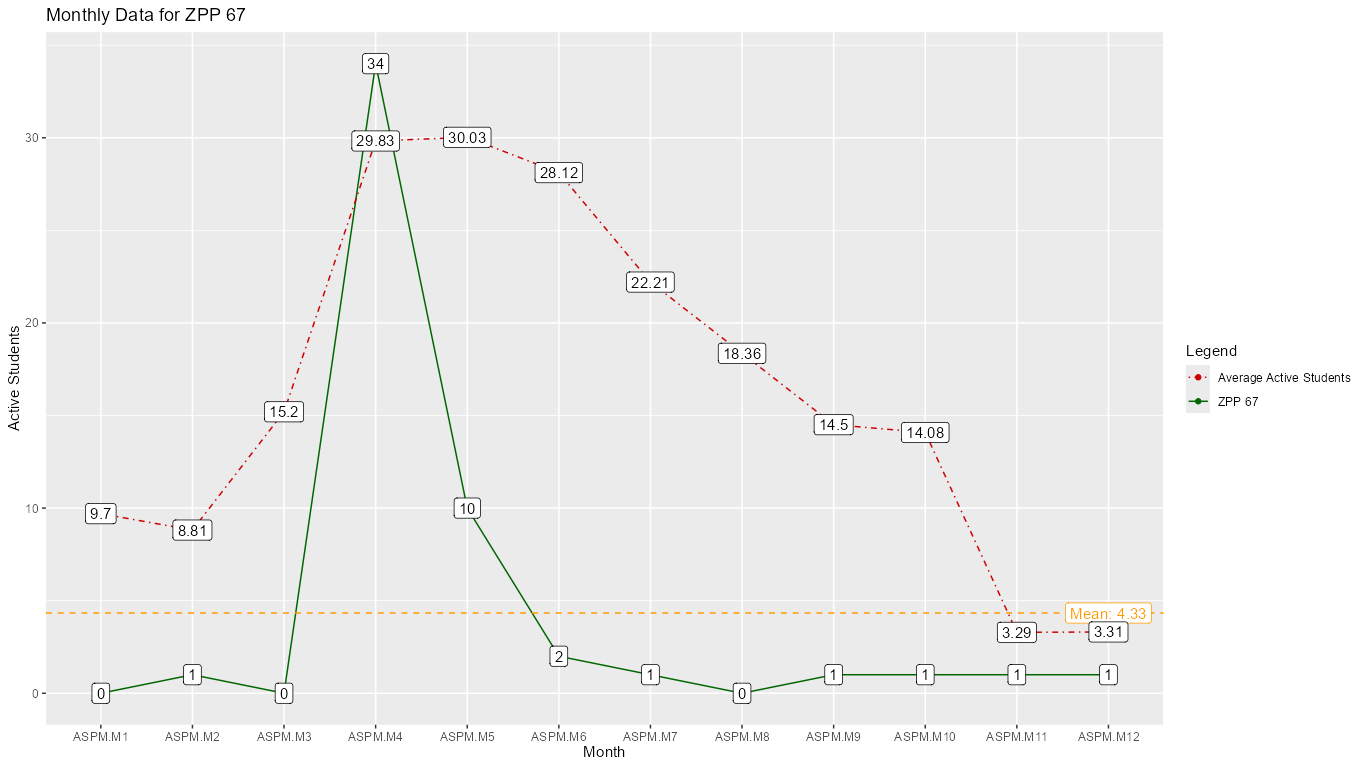 Monthly Data for ZPP 67
Active Students
30
20
10
0
34
29.83
30.03
28.12
22.21
18.36
15.2
14.5
14.08
9.7
8.81
10
Mean: 4.33
3.29
3.31
2
0
1
0
1
0
1
1
1
1
ASPM.M1
ASPM.M2
ASPM.M3
ASPM.M4
ASPM.M5
ASPM.M6
ASPM.M7
ASPM.M8
ASPM.M9
ASPM.M10
ASPM.M11
ASPM.M12
Month
Legend
Average Active Students
ZPP 67